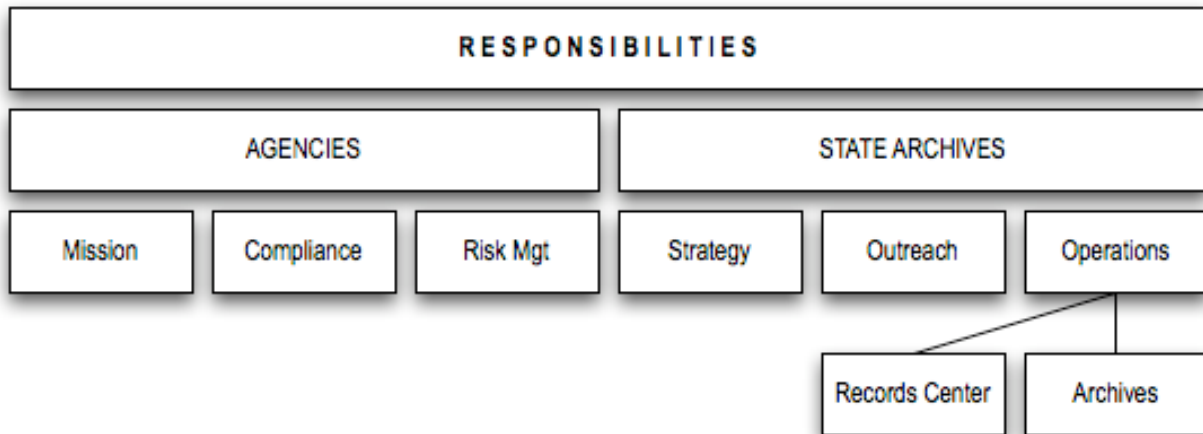 RESPONSIBILITIES
AGENCIES
STATE ARCHIVES
Mission
Compliance
Risk Mgt
Strategy
Outreach
Operations
Records Center
Archives